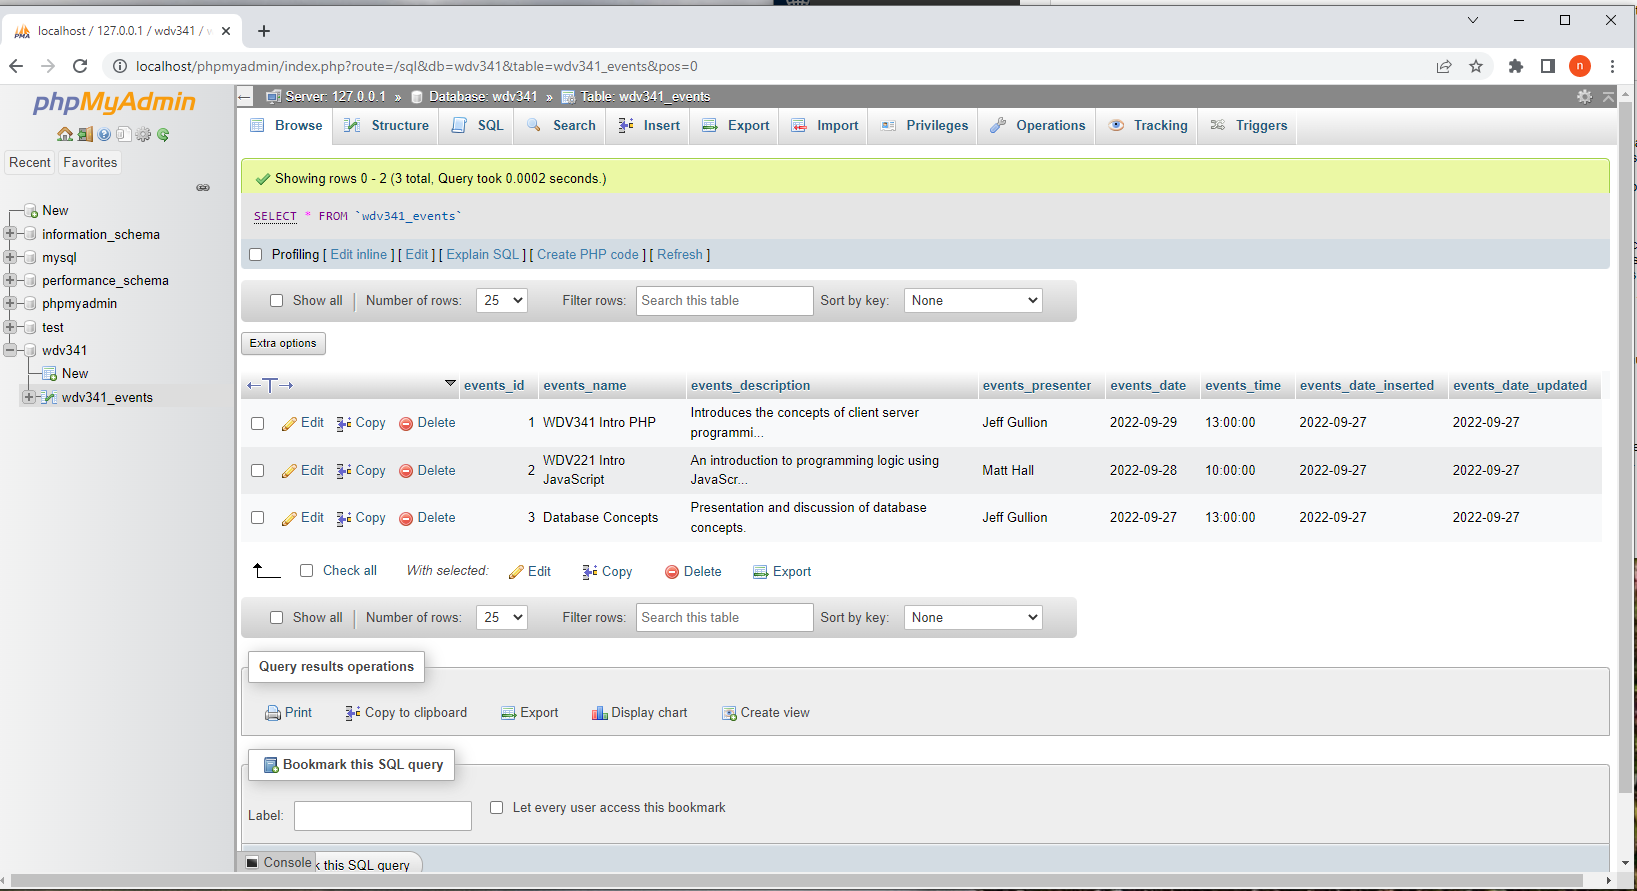 localhost / 127.0.0.1 / wdv341 /
localhost/phpmyadmin/index.php?route=/sql&db=wdv341&table=wdv341_events&pos=0
n
phpMyAdmin
Recent Favorites
New
information_schema
mysql
performance_schema
phpmyadmin
test
wdv341
New
wdv341_events
Server: 127.0.0.1 » Database: wdv341 » Table: wdv341_events
Browse Structure SQL Search Insert Export Import Privileges Operations Tracking Triggers
Showing rows 0 - 2 (3 total, Query took 0.0002 seconds.)
SELECT * FROM `wdv341_events`
Profiling [ Edit inline ] [ Edit ] [ Explain SQL ] [ Create PHP code ] [ Refresh ]
Show all Number of rows: 25 Filter rows: Search this table Sort by key: None
Extra options
←T→ events_id events_name events_description events_presenter events_date events_time events_date_inserted events_date_updated
Edit Copy Delete 1 WDV341 Intro PHP Introduces the concepts of client server programmi... Jeff Gullion 2022-09-29 13:00:00 2022-09-27 2022-09-27
Edit Copy Delete 2 WDV221 Intro JavaScript An introduction to programming logic using JavaScr... Matt Hall 2022-09-28 10:00:00 2022-09-27 2022-09-27
Edit Copy Delete 3 Database Concepts Presentation and discussion of database concepts. Jeff Gullion 2022-09-27 13:00:00 2022-09-27 2022-09-27
Check all With selected: Edit Copy Delete Export
Show all Number of rows: 25 Filter rows: Search this table Sort by key: None
Query results operations
Print Copy to clipboard Export Display chart Create view
Bookmark this SQL query
Label: Let every user access this bookmark
Console this SQL query